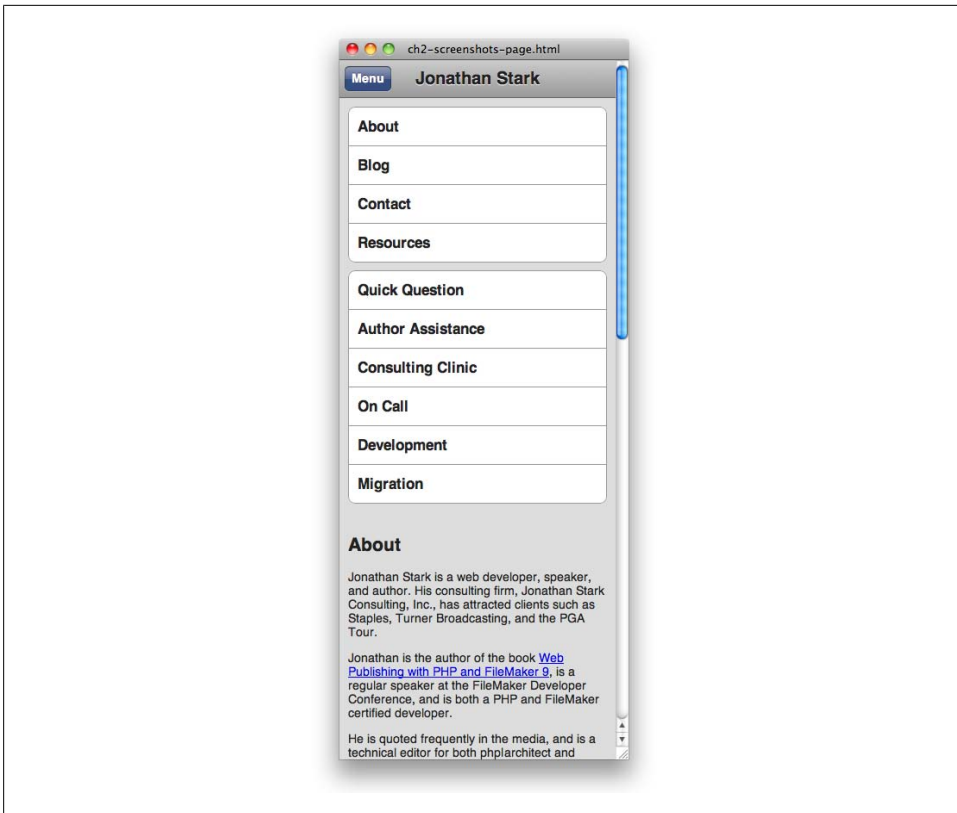 ch2-screenshots-page.html
Menu
Jonathan Stark
About
Blog
Contact
Resources
Quick Question
Author Assistance
Consulting Clinic
On Call
Development
Migration
About
Jonathan Stark is a web developer, speaker,
and author. His consulting firm, Jonathan Stark
Consulting, Inc., has attracted clients such as
Staples, Turner Broadcasting, and the PGA
Tour.
Jonathan is the author of the book Web
Publishing with PHP and FileMaker 9, is a
regular speaker at the FileMaker Developer
Conference, and is both a PHP and FileMaker
certified developer.
He is quoted frequently in the media, and is a
technical editor for both php|architect and